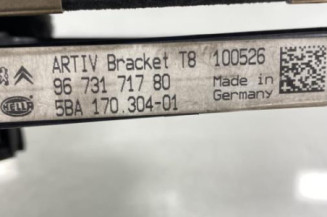 ARTIV Bracket T8 100526
96 731 717 80 Made in
HELLA 5BA 170.304-01 Germany